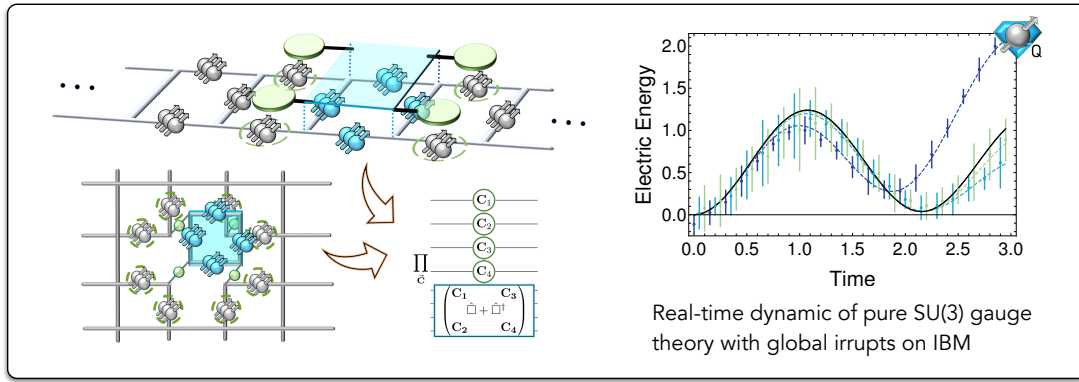 C₁
C₂
C₃
∏ C₄
C̄
C₁ C₃
□̂ + □̂†
C₂ C₄
Electric Energy
2.0
1.5
1.0
0.5
0.0
0.0 0.5 1.0 1.5 2.0 2.5 3.0
Time
Q
Real-time dynamic of pure SU(3) gauge
theory with global irrupts on IBM